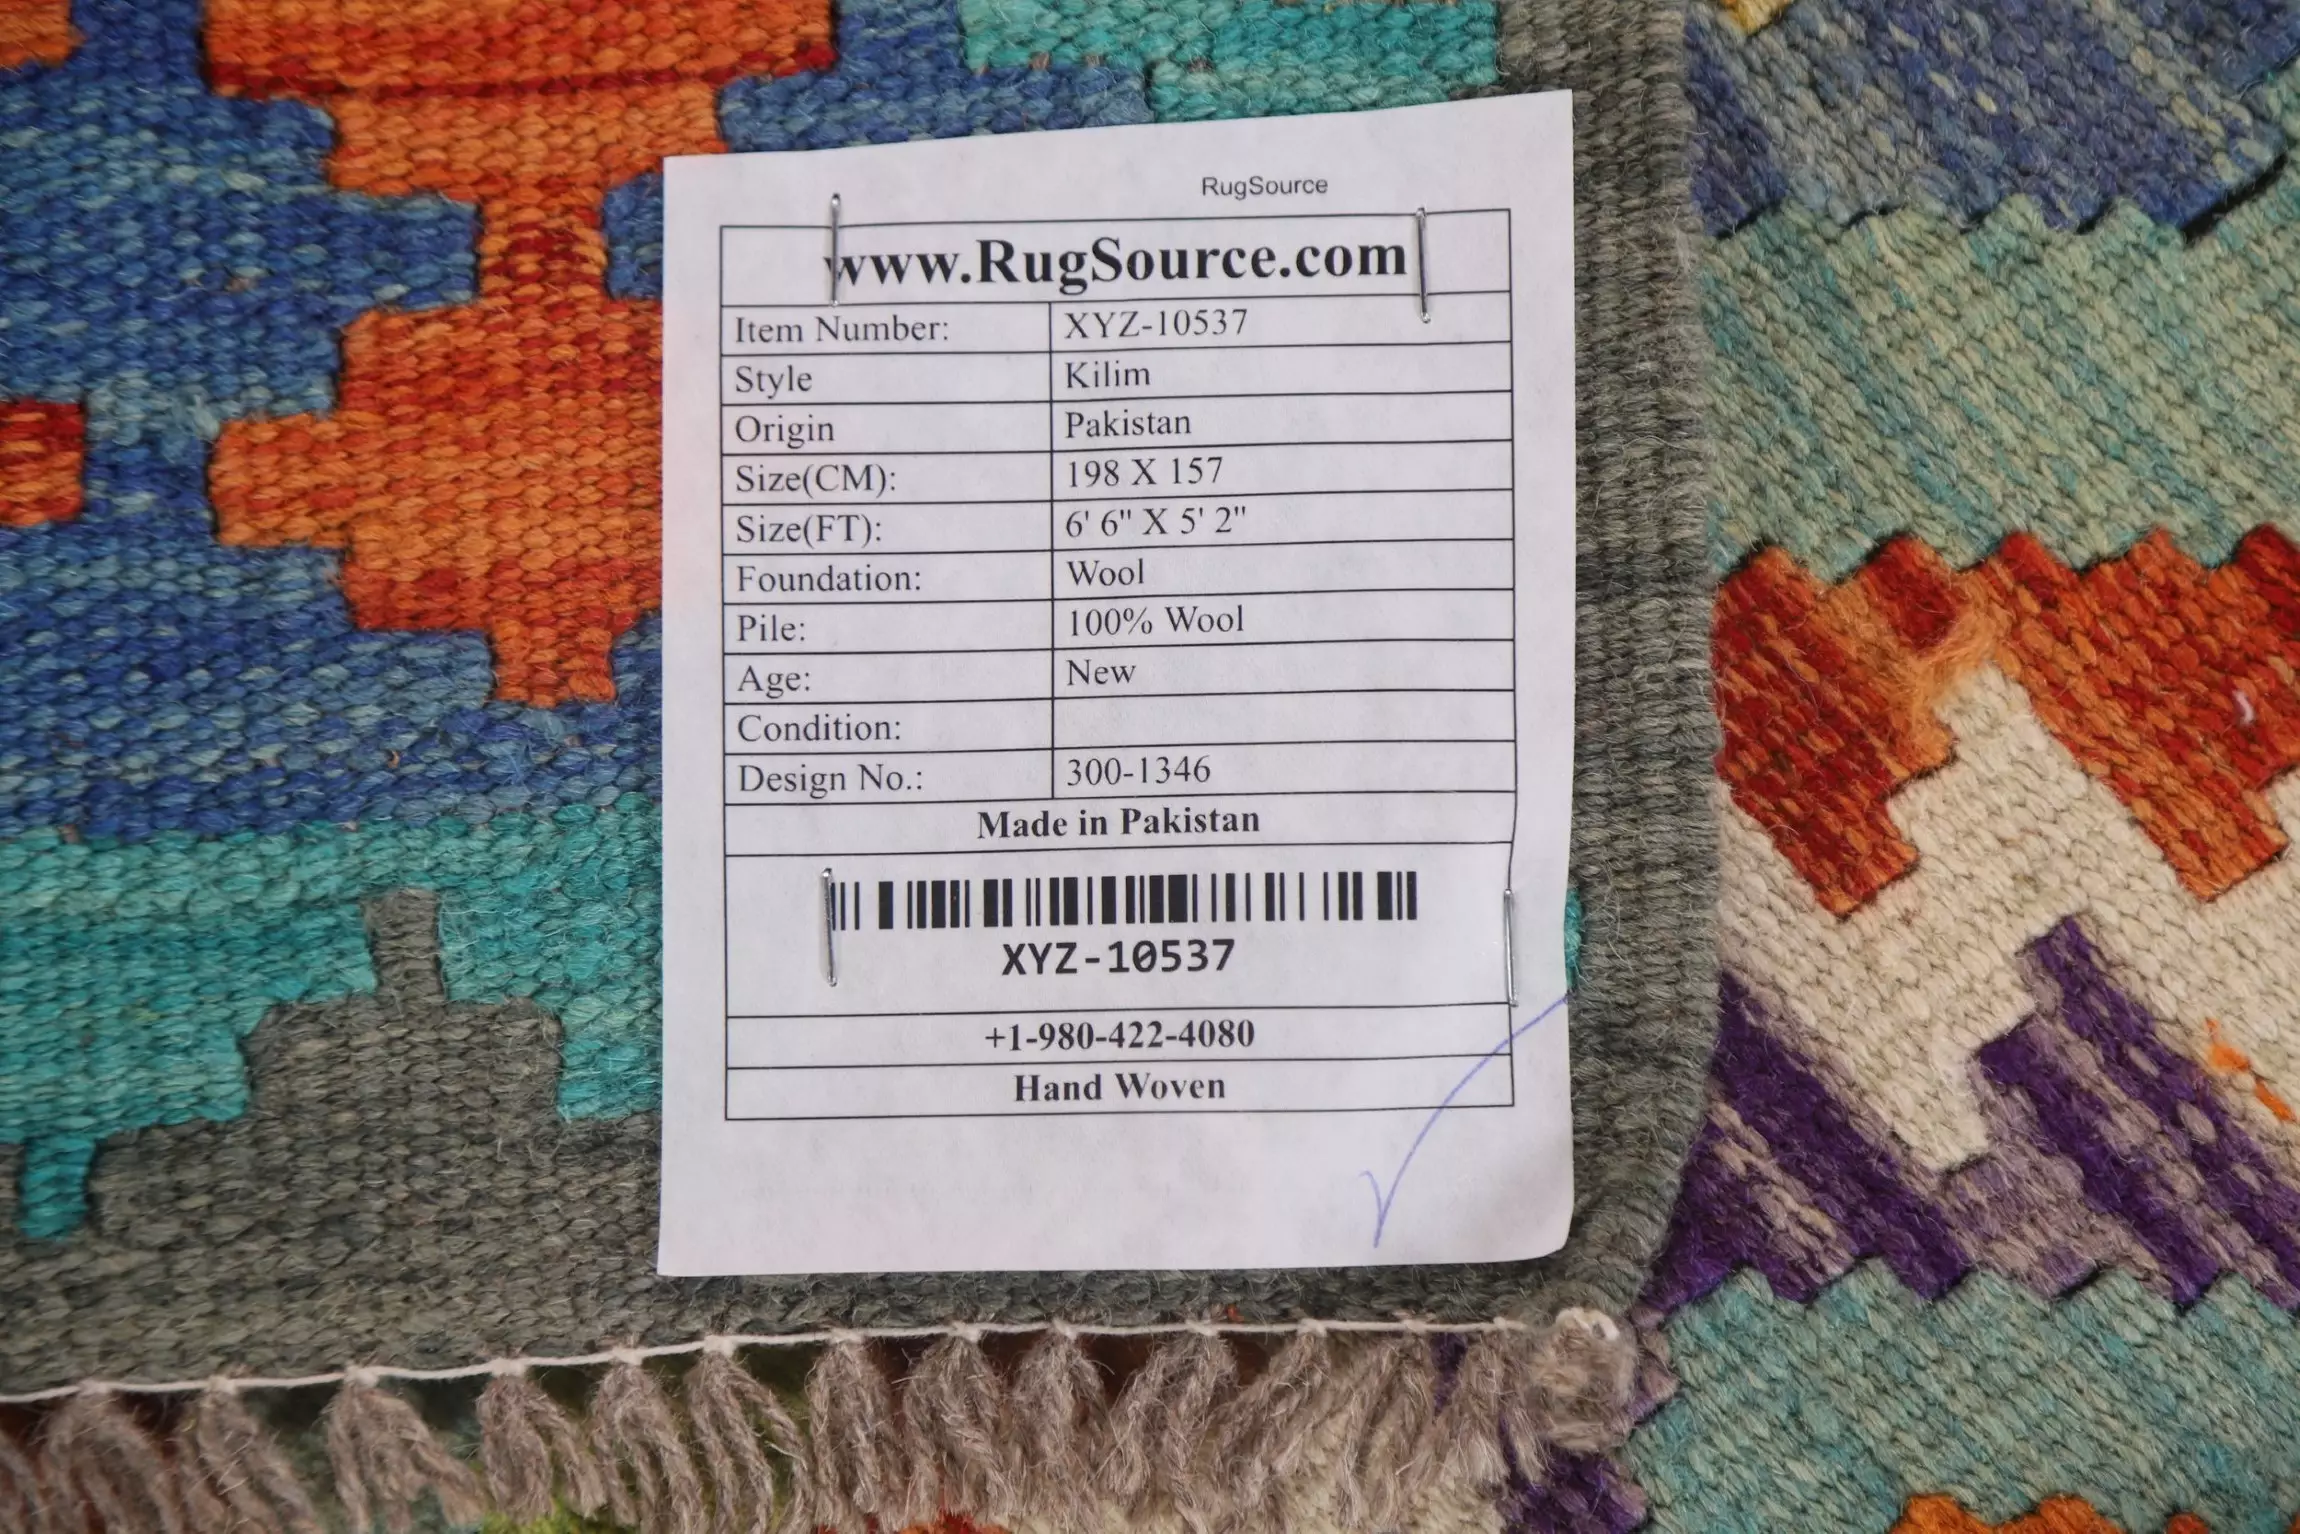 RugSource
www.RugSource.com
Item Number: XYZ-10537
Style Kilim
Origin Pakistan
Size(CM): 198 X 157
Size(FT): 6' 6" X 5' 2"
Foundation: Wool
Pile: 100% Wool
Age: New
Condition:
Design No.: 300-1346
Made in Pakistan
XYZ-10537
+1-980-422-4080
Hand Woven